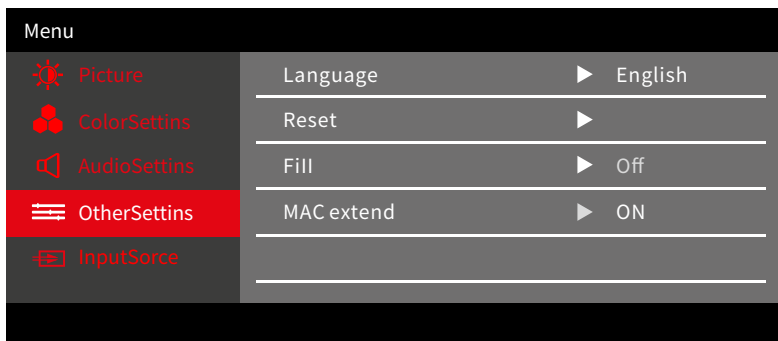 Menu
Picture
Language ▶ English
ColorSettins
Reset ▶
AudioSettins
Fill ▶ Off
OtherSettins
MAC extend ▶ ON
InputSorce